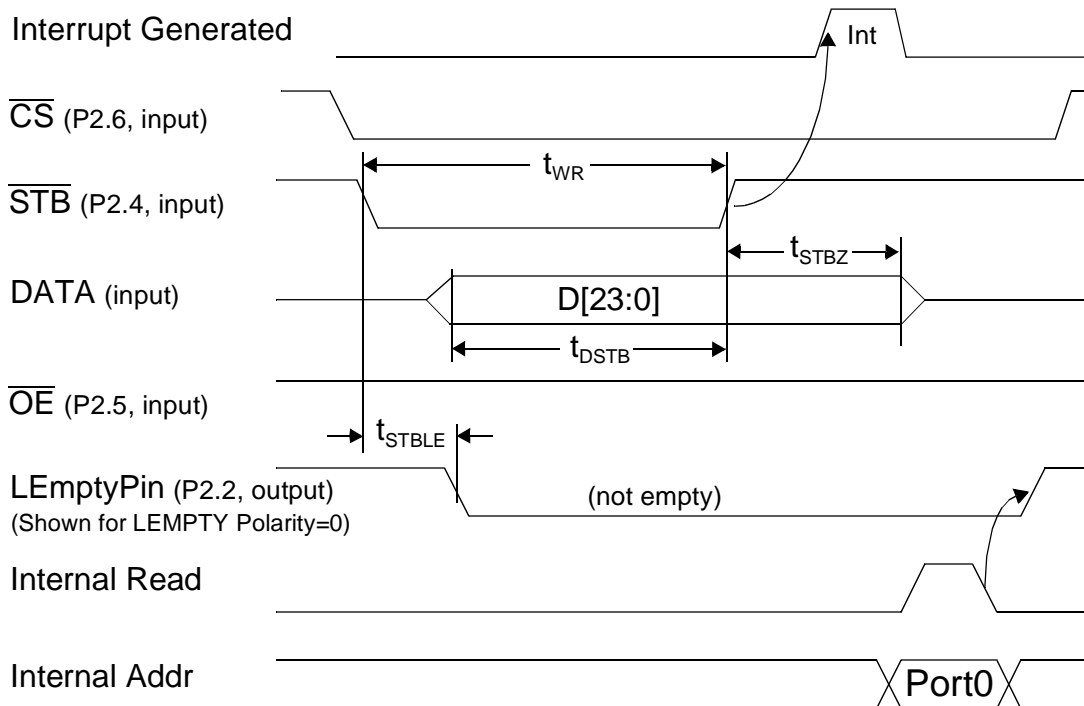 Interrupt Generated
Int
CS (P2.6, input)
tWR
STB (P2.4, input)
tSTBZ
DATA (input)
D[23:0]
tDSTB
OE (P2.5, input)
tSTBLE
LEmptyPin (P2.2, output)
(not empty)
(Shown for LEMPTY Polarity=0)
Internal Read
Internal Addr
Port0